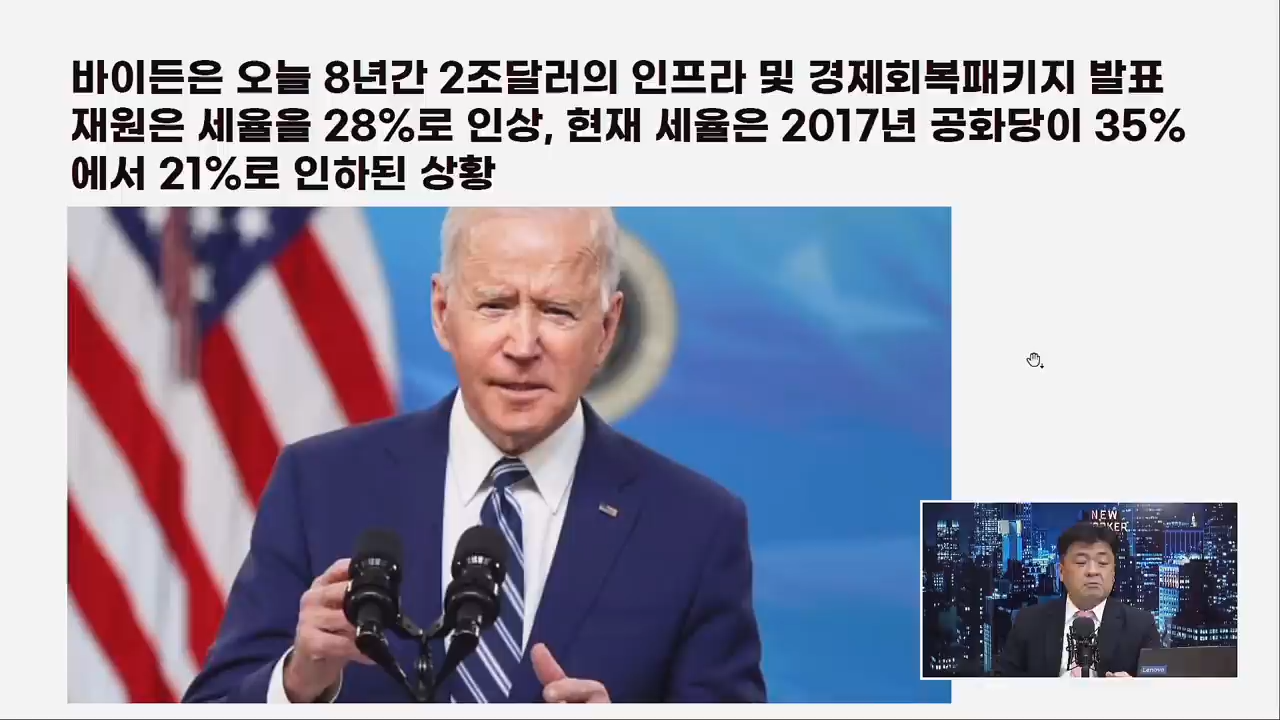 바이든은 오늘 8년간 2조달러의 인프라 및 경제회복패키지 발표
재원은 세율을 28%로 인상, 현재 세율은 2017년 공화당이 35%
에서 21%로 인하된 상황
NEW
Lenovo